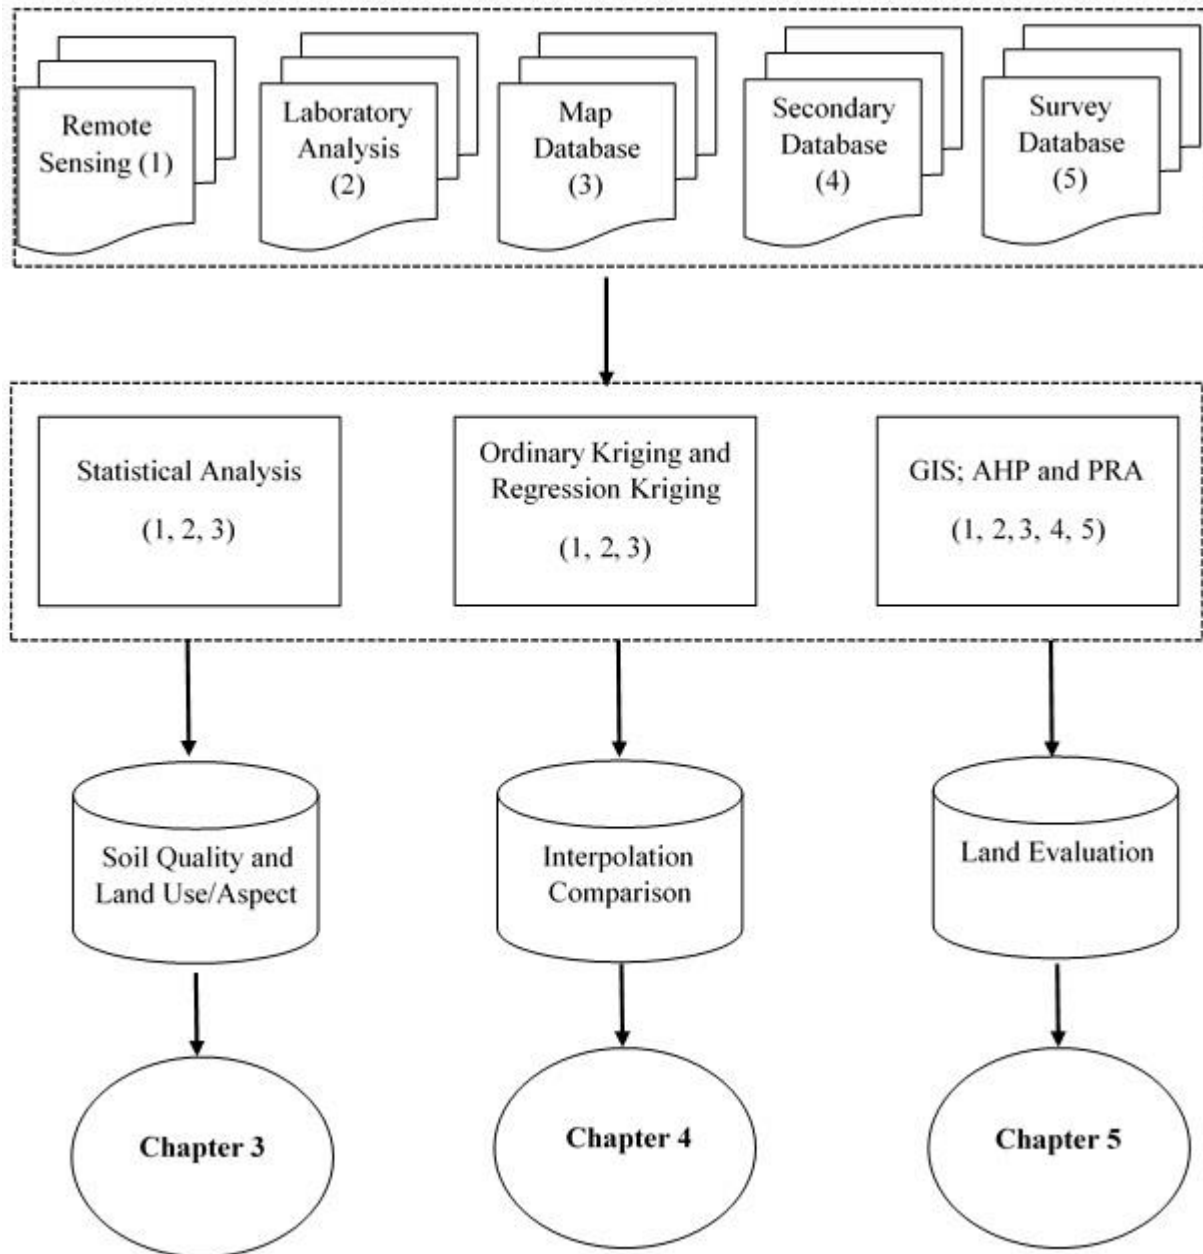 Remote
Sensing (1)
Laboratory
Analysis
(2)
Map
Database
(3)
Secondary
Database
(4)
Survey
Database
(5)
Statistical Analysis
(1, 2, 3)
Ordinary Kriging and
Regression Kriging
(1, 2, 3)
GIS; AHP and PRA
(1, 2, 3, 4, 5)
Soil Quality and
Land Use/Aspect
Interpolation
Comparison
Land Evaluation
Chapter 3
Chapter 4
Chapter 5